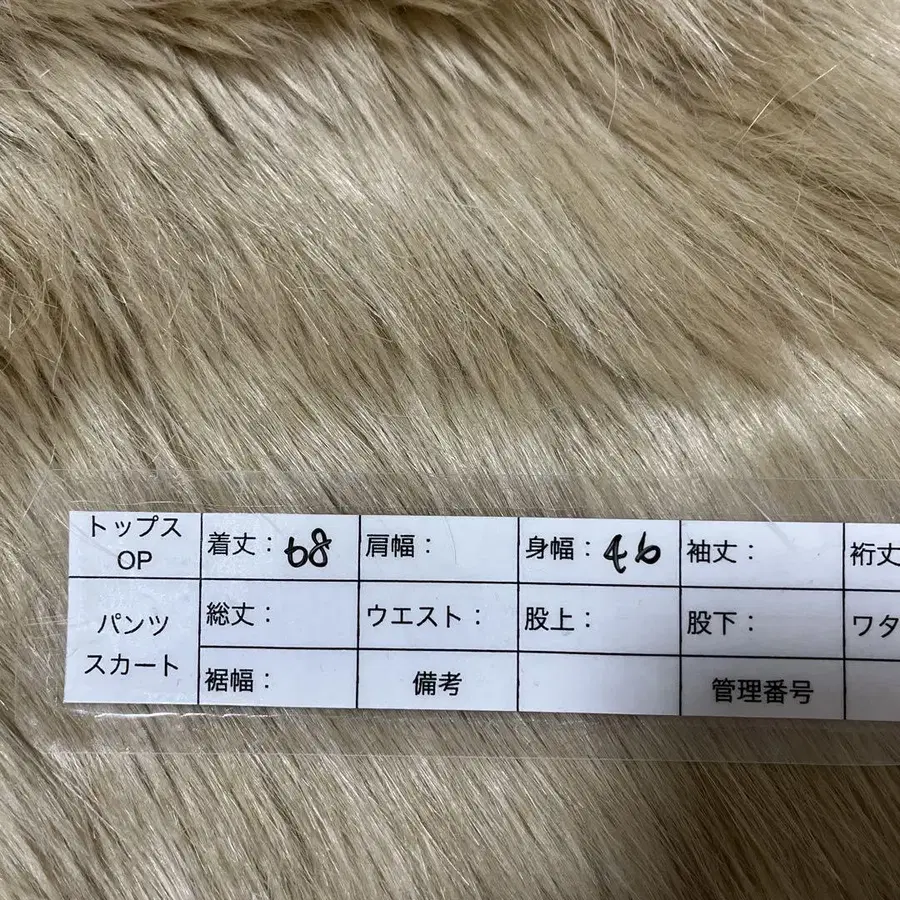 トップス OP 着丈：68 肩幅： 身幅：46 袖丈： 裄丈
パンツ スカート 総丈： ウエスト： 股上： 股下： ワタ
裾幅： 備考 管理番号